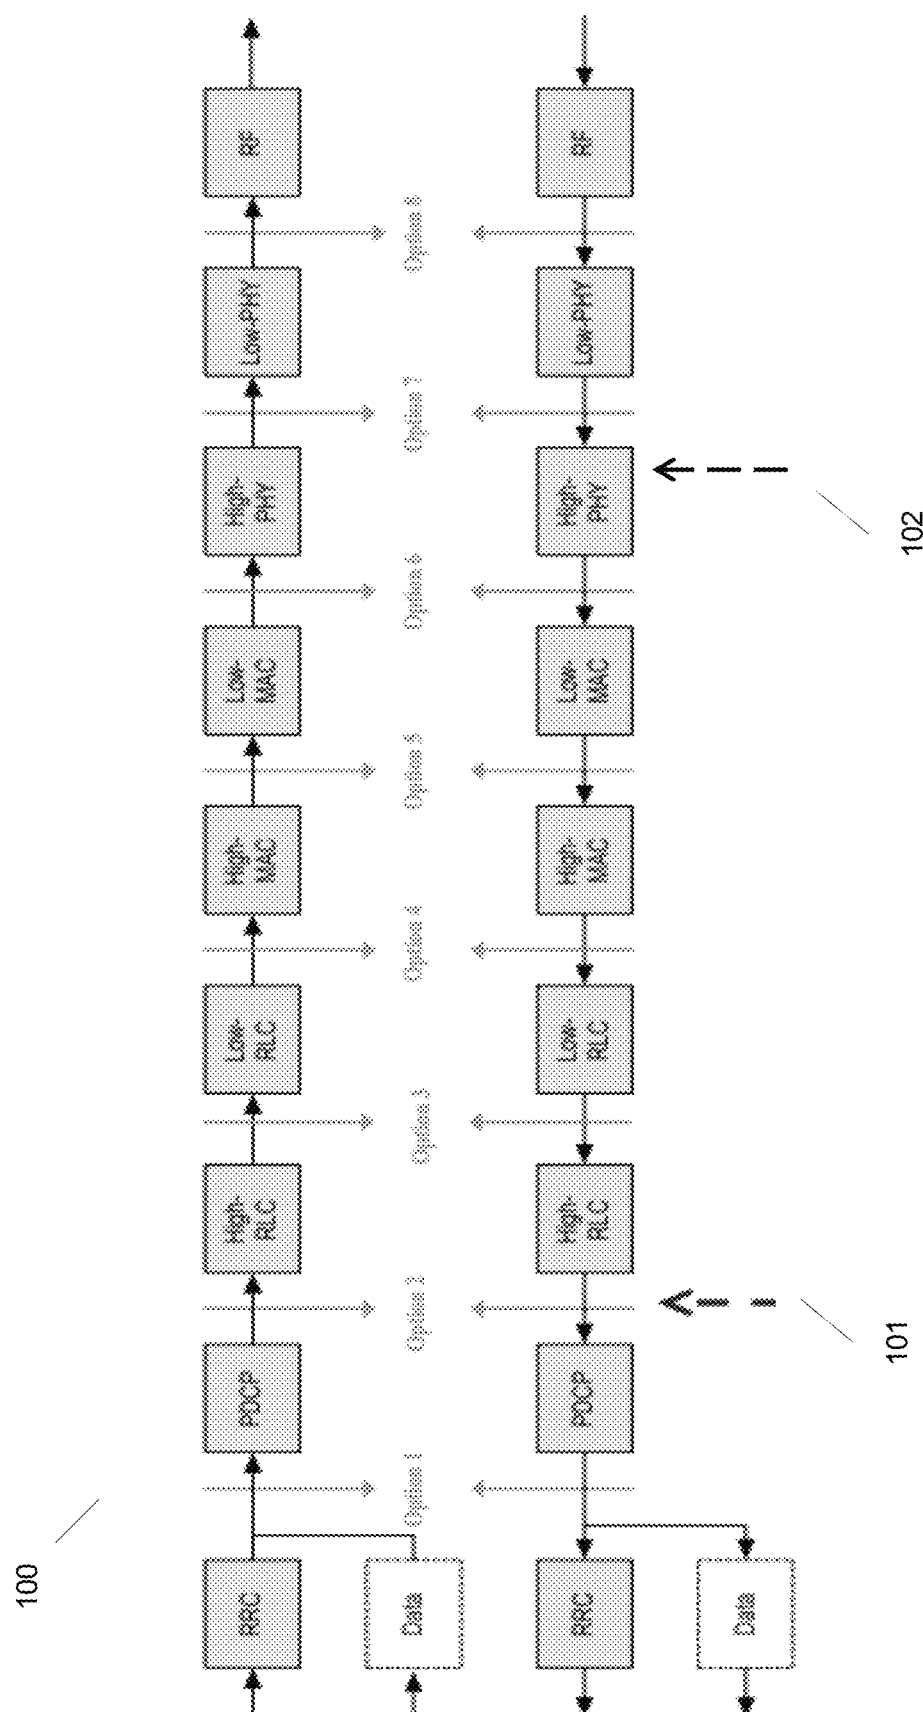 100
RRC
PDCP
High-
RLC
Low-
RLC
High-
MAC
Low-
MAC
High-
PHY
Low-PHY
RF
Data
Option 1
Option 2
Option 3
Option 4
Option 5
Option 6
Option 7
Option 8
RRC
PDCP
High-
RLC
Low-
RLC
High-
MAC
Low-
MAC
High-
PHY
Low-PHY
RF
Data
101
102